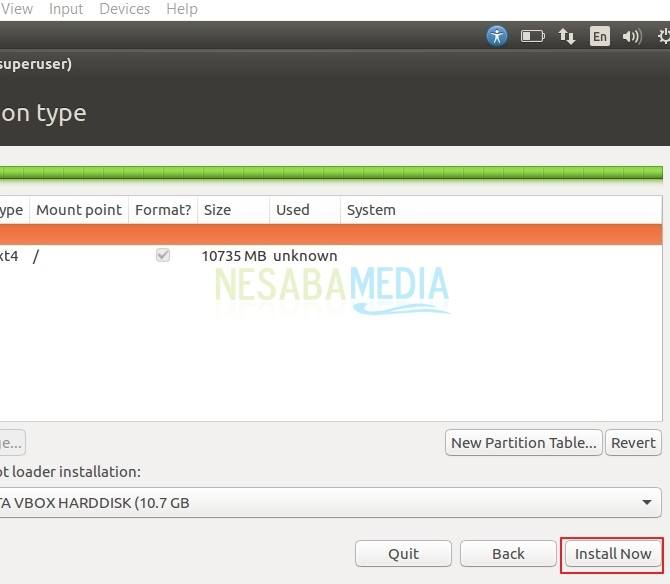 View Input Devices Help
En
superuser)
on type
ype Mount point Format? Size Used System
xt4 / 10735 MB unknown
NESABAMEDIA
ge...
New Partition Table... Revert
ot loader installation:
TA VBOX HARDDISK (10.7 GB
Quit Back Install Now